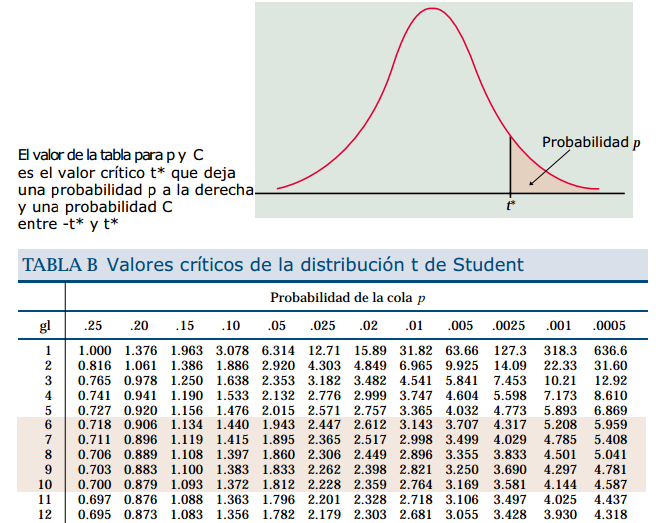 Probabilidad p
El valor de la tabla para p y C
es el valor crítico t* que deja
una probabilidad p a la derecha
y una probabilidad C
entre -t* y t*
t*
TABLA B Valores críticos de la distribución t de Student
Probabilidad de la cola p
gl .25 .20 .15 .10 .05 .025 .02 .01 .005 .0025 .001 .0005
1 1.000 1.376 1.963 3.078 6.314 12.71 15.89 31.82 63.66 127.3 318.3 636.6
2 0.816 1.061 1.386 1.886 2.920 4.303 4.849 6.965 9.925 14.09 22.33 31.60
3 0.765 0.978 1.250 1.638 2.353 3.182 3.482 4.541 5.841 7.453 10.21 12.92
4 0.741 0.941 1.190 1.533 2.132 2.776 2.999 3.747 4.604 5.598 7.173 8.610
5 0.727 0.920 1.156 1.476 2.015 2.571 2.757 3.365 4.032 4.773 5.893 6.869
6 0.718 0.906 1.134 1.440 1.943 2.447 2.612 3.143 3.707 4.317 5.208 5.959
7 0.711 0.896 1.119 1.415 1.895 2.365 2.517 2.998 3.499 4.029 4.785 5.408
8 0.706 0.889 1.108 1.397 1.860 2.306 2.449 2.896 3.355 3.833 4.501 5.041
9 0.703 0.883 1.100 1.383 1.833 2.262 2.398 2.821 3.250 3.690 4.297 4.781
10 0.700 0.879 1.093 1.372 1.812 2.228 2.359 2.764 3.169 3.581 4.144 4.587
11 0.697 0.876 1.088 1.363 1.796 2.201 2.328 2.718 3.106 3.497 4.025 4.437
12 0.695 0.873 1.083 1.356 1.782 2.179 2.303 2.681 3.055 3.428 3.930 4.318